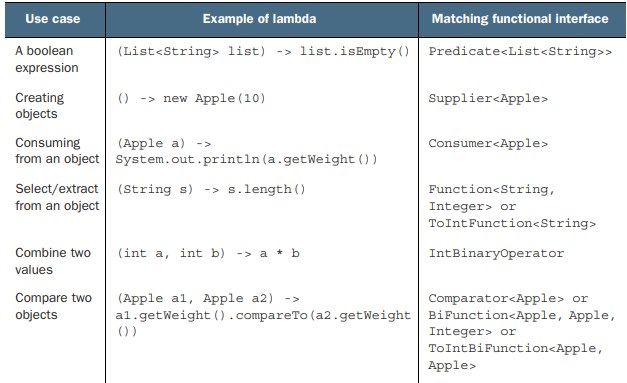 Use case Example of lambda Matching functional interface
A boolean (List<String> list) -> list.isEmpty() Predicate<List<String>>
expression
Creating () -> new Apple(10) Supplier<Apple>
objects
Consuming (Apple a) -> Consumer<Apple>
from an object System.out.println(a.getWeight())
Select/extract (String s) -> s.length() Function<String,
from an object Integer> or
ToIntFunction<String>
Combine two (int a, int b) -> a * b IntBinaryOperator
values
Compare two (Apple a1, Apple a2) -> Comparator<Apple> or
objects a1.getWeight().compareTo(a2.getWeight BiFunction<Apple, Apple,
()) Integer> or
ToIntBiFunction<Apple,
Apple>